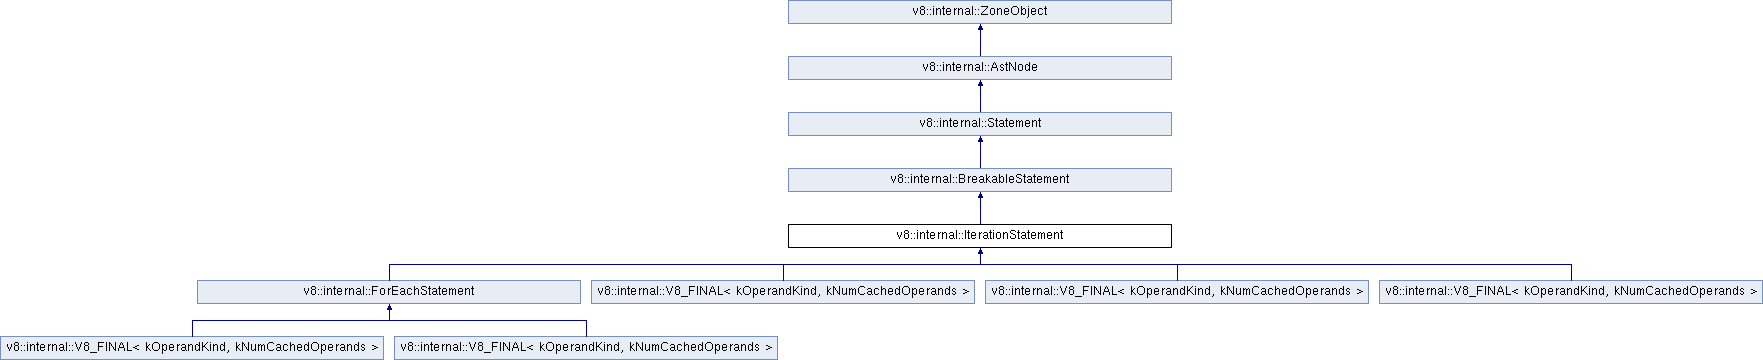 v8::internal::ZoneObject
v8::internal::AstNode
v8::internal::Statement
v8::internal::BreakableStatement
v8::internal::IterationStatement
v8::internal::ForEachStatement
v8::internal::V8_FINAL< kOperandKind, kNumCachedOperands >
v8::internal::V8_FINAL< kOperandKind, kNumCachedOperands >
v8::internal::V8_FINAL< kOperandKind, kNumCachedOperands >
v8::internal::V8_FINAL< kOperandKind, kNumCachedOperands >
v8::internal::V8_FINAL< kOperandKind, kNumCachedOperands >